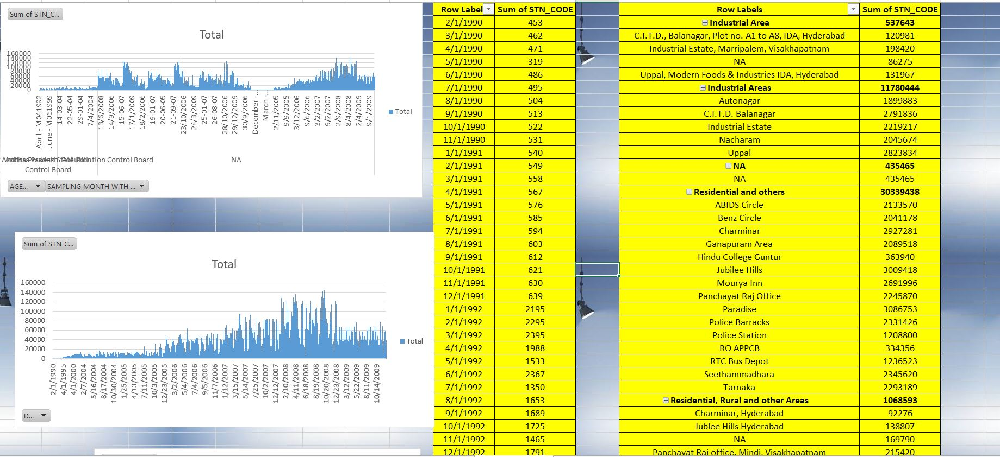 Sum of STN_C...
Total
160000
140000
120000
100000
80000
60000
40000
20000
0
April - M041992
June - M061999
14-03-04
22-05-04
29-01-04
7/4/2004
13/6/2008
14/9/2006
15-06-07
17/1/2009
18/2/2006
19-01-07
20-06-05
21-09-07
23/10/2006
24/3/2009
25-01-07
26-08-07
28/10/2006
29/12/2009
30/9/2006
December -...
March -...
2/11/2005
9/9/2005
3/12/2006
9/6/2006
3/2/2007
9/2/2007
2/9/2008
8/4/2008
2/4/2009
9/1/2009
Total
Pollution Control Board
Control Board
NA
AGE...
SAMPLING MONTH WITH ...
Sum of STN_C...
Total
160000
140000
120000
100000
80000
60000
40000
20000
0
2/1/1990
4/1/1995
4/1/2000
2/7/2004
5/16/2004
8/17/2004
10/30/2004
1/25/2005
4/13/2005
7/11/2005
10/3/2005
12/23/2005
3/2/2006
5/4/2006
7/4/2006
9/5/2006
11/7/2006
1/12/2007
3/15/2007
5/14/2007
7/25/2007
10/2/2007
12/12/2007
2/10/2008
4/11/2008
6/18/2008
8/19/2008
10/20/2008
12/23/2008
3/12/2009
5/22/2009
8/11/2009
10/14/2009
Total
D...
Row Label Sum of STN_CODE
2/1/1990 453
3/1/1990 462
4/1/1990 471
5/1/1990 319
6/1/1990 486
7/1/1990 495
8/1/1990 504
9/1/1990 513
10/1/1990 522
11/1/1990 531
1/1/1991 540
2/1/1991 549
3/1/1991 558
4/1/1991 567
5/1/1991 576
6/1/1991 585
7/1/1991 594
8/1/1991 603
9/1/1991 612
10/1/1991 621
11/1/1991 630
12/1/1991 639
1/1/1992 2195
2/1/1992 2295
3/1/1992 2395
4/1/1992 1988
5/1/1992 1533
6/1/1992 2367
7/1/1992 1350
8/1/1992 1653
9/1/1992 1689
10/1/1992 1725
11/1/1992 1465
12/1/1992 1791
Row Labels Sum of STN_CODE
Industrial Area 537643
C.I.T.D., Balanagar, Plot no. A1 to A8, IDA, Hyderabad 120981
Industrial Estate, Marripalem, Visakhapatnam 198420
NA 86275
Uppal, Modern Foods & Industries IDA, Hyderabad 131967
Industrial Areas 11780444
Autonagar 1899883
C.I.T.D. Balanagar 2791836
Industrial Estate 2219217
Nacharam 2045674
Uppal 2823834
NA 435465
NA 435465
Residential and others 30339438
ABIDS Circle 2133570
Benz Circle 2041178
Charminar 2927281
Ganapuram Area 2089518
Hindu College Guntur 363940
Jubilee Hills 3009418
Mourya Inn 2691996
Panchayat Raj Office 2245870
Paradise 3086753
Police Barracks 2331426
Police Station 1208800
RO APPCB 334356
RTC Bus Depot 1236523
Seethammadhara 2345620
Tarnaka 2293189
Residential, Rural and other Areas 1068593
Charminar, Hyderabad 92276
Jublee Hills Hyderabad 138807
NA 169790
Panchayat Raj office, Mindi, Visakhapatnam 215420